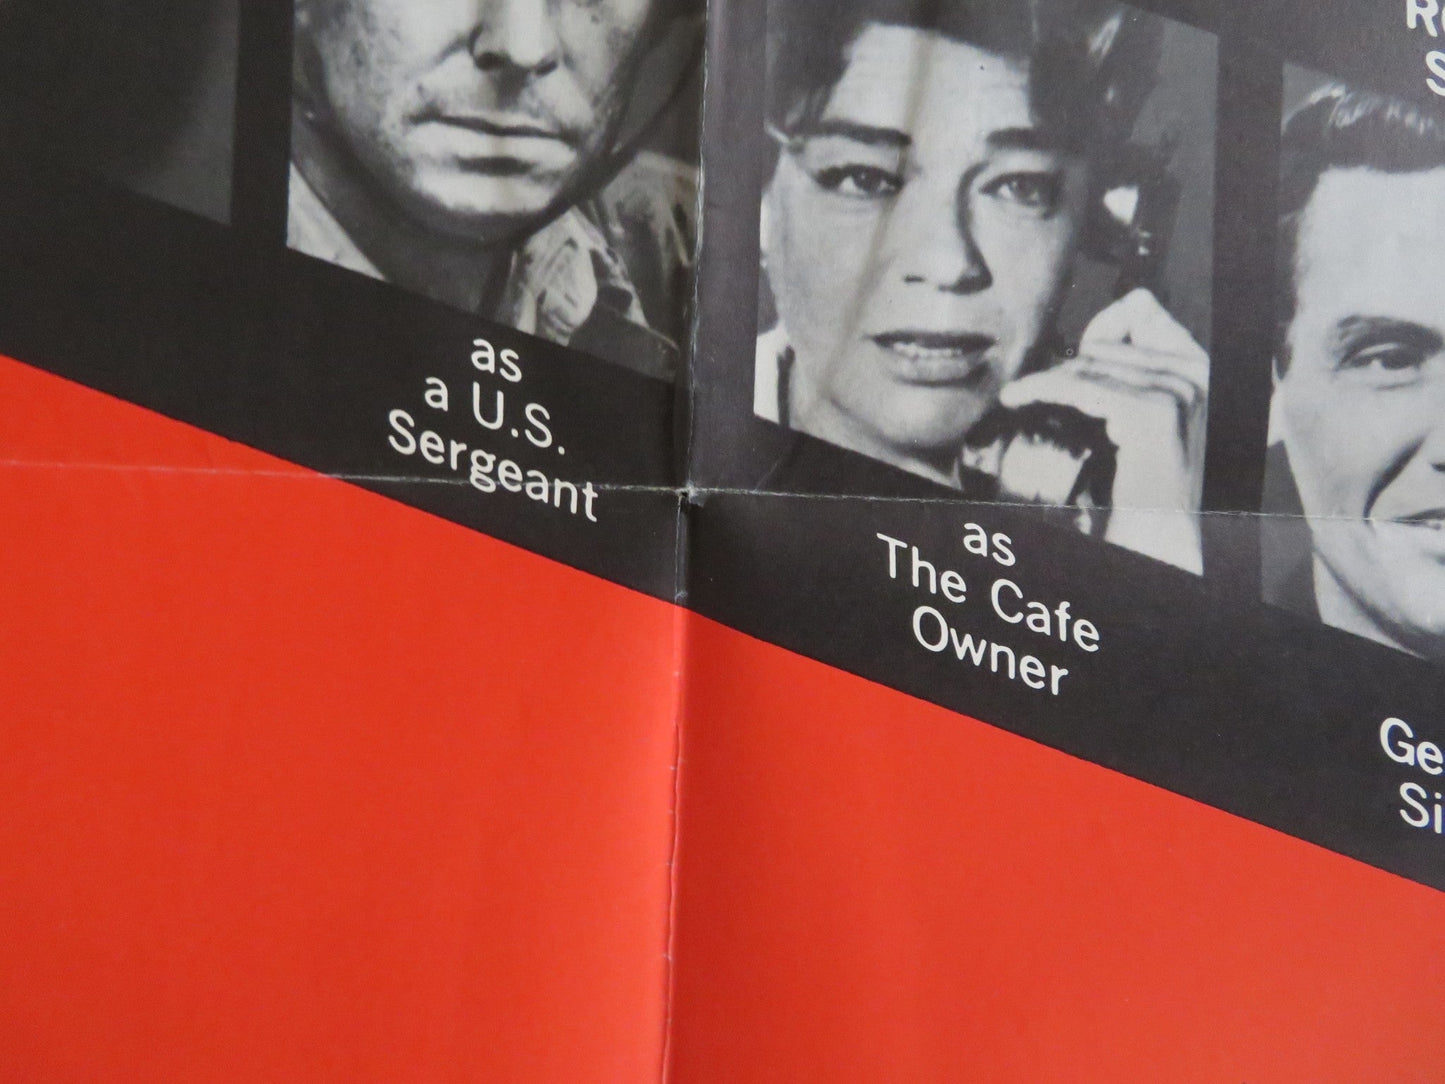 as
a U.S.
Sergeant
as
The Cafe
Owner